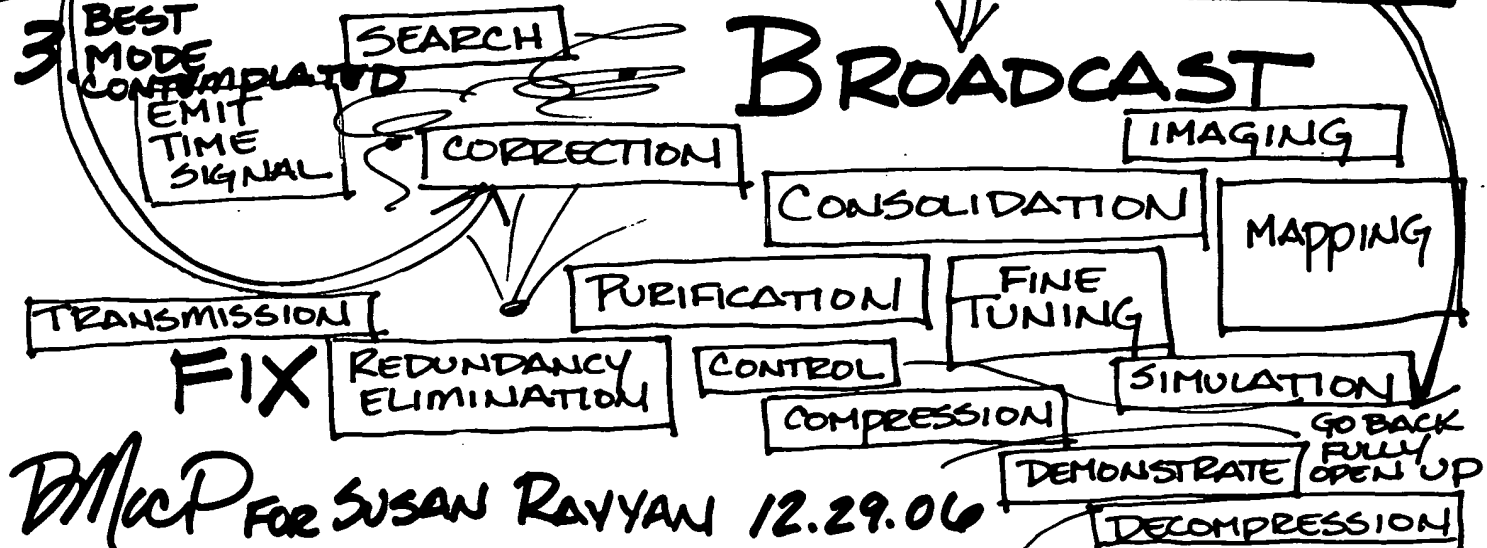 3 BEST
MODE
CONTEMPLATED
SEARCH
BROADCAST
EMIT
TIME
SIGNAL
CORRECTION
IMAGING
CONSOLIDATION
MAPPING
PURIFICATION
FINE
TUNING
TRANSMISSION
FIX
REDUNDANCY
ELIMINATION
CONTROL
SIMULATION
COMPRESSION
GO BACK
FULLY
OPEN UP
DEMONSTRATE
DMacP FOR SUSAN RAYYAN 12.29.06
DECOMPRESSION